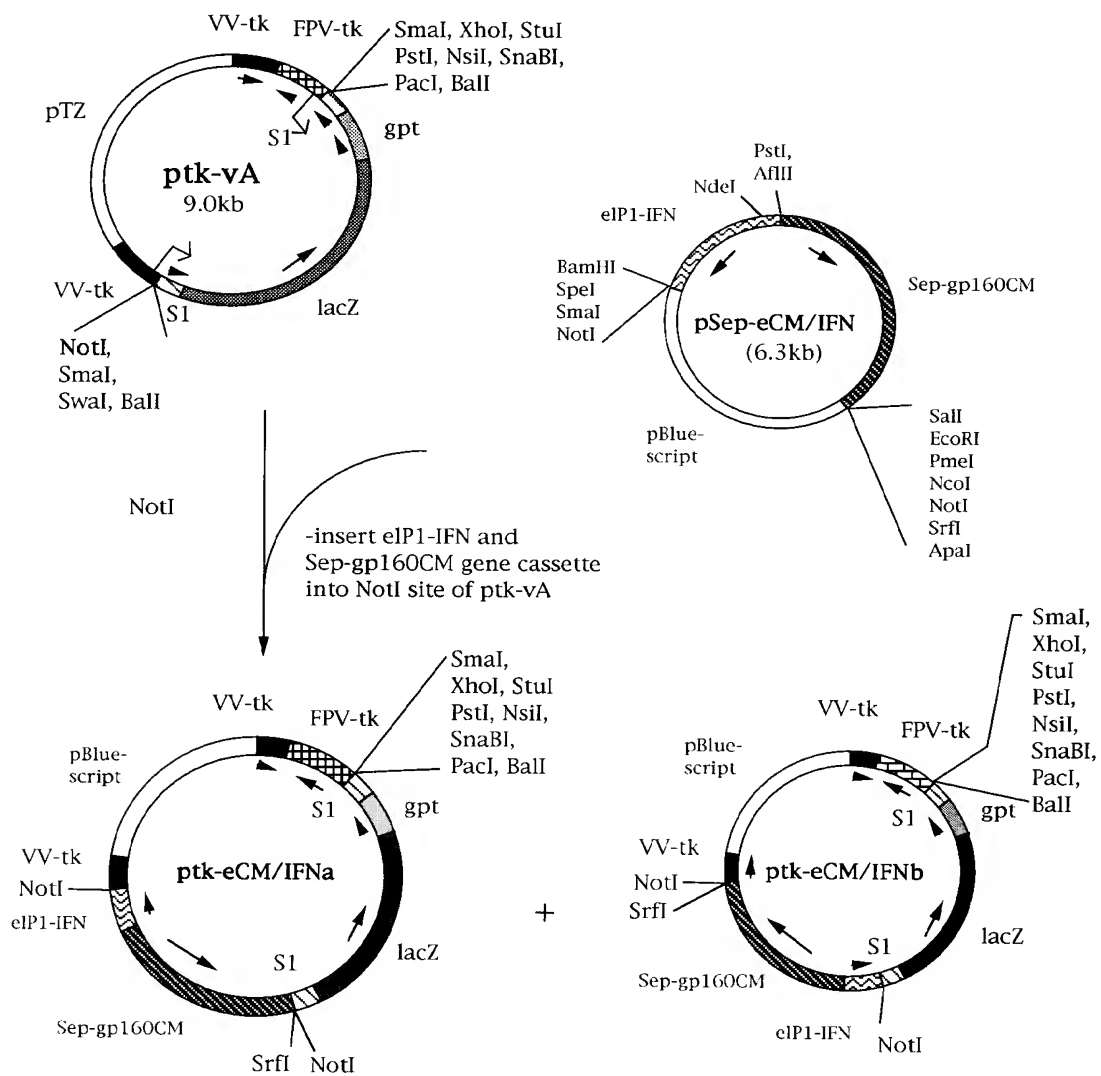 VV-tk
FPV-tk
SmaI, XhoI, StuI
PstI, NsiI, SnaBI,
PacI, BalI
pTZ
S1
gpt
ptk-vA
9.0kb
VV-tk
S1
lacZ
NotI,
SmaI,
SwaI, BalI
PstI,
AflII
NdeI
eIP1-IFN
BamHI
SpeI
SmaI
NotI
Sep-gp160CM
pSep-eCM/IFN
(6.3kb)
pBlue-
script
SalI
EcoRI
PmeI
NcoI
NotI
SrfI
ApaI
NotI
-insert eIP1-IFN and
Sep-gp160CM gene cassette
into NotI site of ptk-vA
VV-tk
FPV-tk
SmaI,
XhoI, StuI
PstI, NsiI,
SnaBI,
PacI, BalI
pBlue-
script
S1
gpt
VV-tk
NotI
eIP1-IFN
ptk-eCM/IFNa
S1
lacZ
Sep-gp160CM
SrfI
NotI
+
VV-tk
FPV-tk
SmaI,
XhoI,
StuI
PstI,
NsiI,
SnaBI,
PacI,
BalI
pBlue-
script
S1
gpt
VV-tk
NotI
SrfI
ptk-eCM/IFNb
S1
lacZ
Sep-gp160CM
eIP1-IFN
NotI